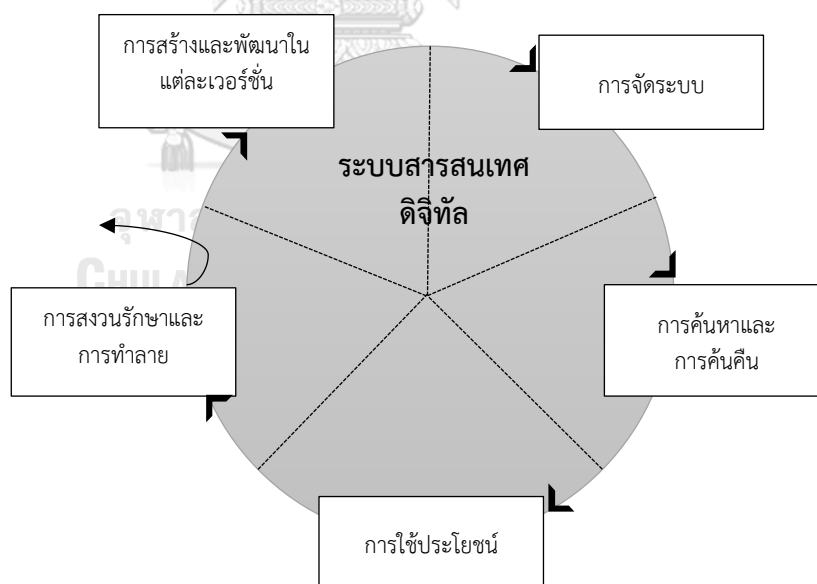 การสร้างและพัฒนาใน
แต่ละเวอร์ชั่น
การจัดระบบ
ระบบสารสนเทศ
ดิจิทัล
การสงวนรักษาและ
การทำลาย
การค้นหาและ
การค้นคืน
การใช้ประโยชน์